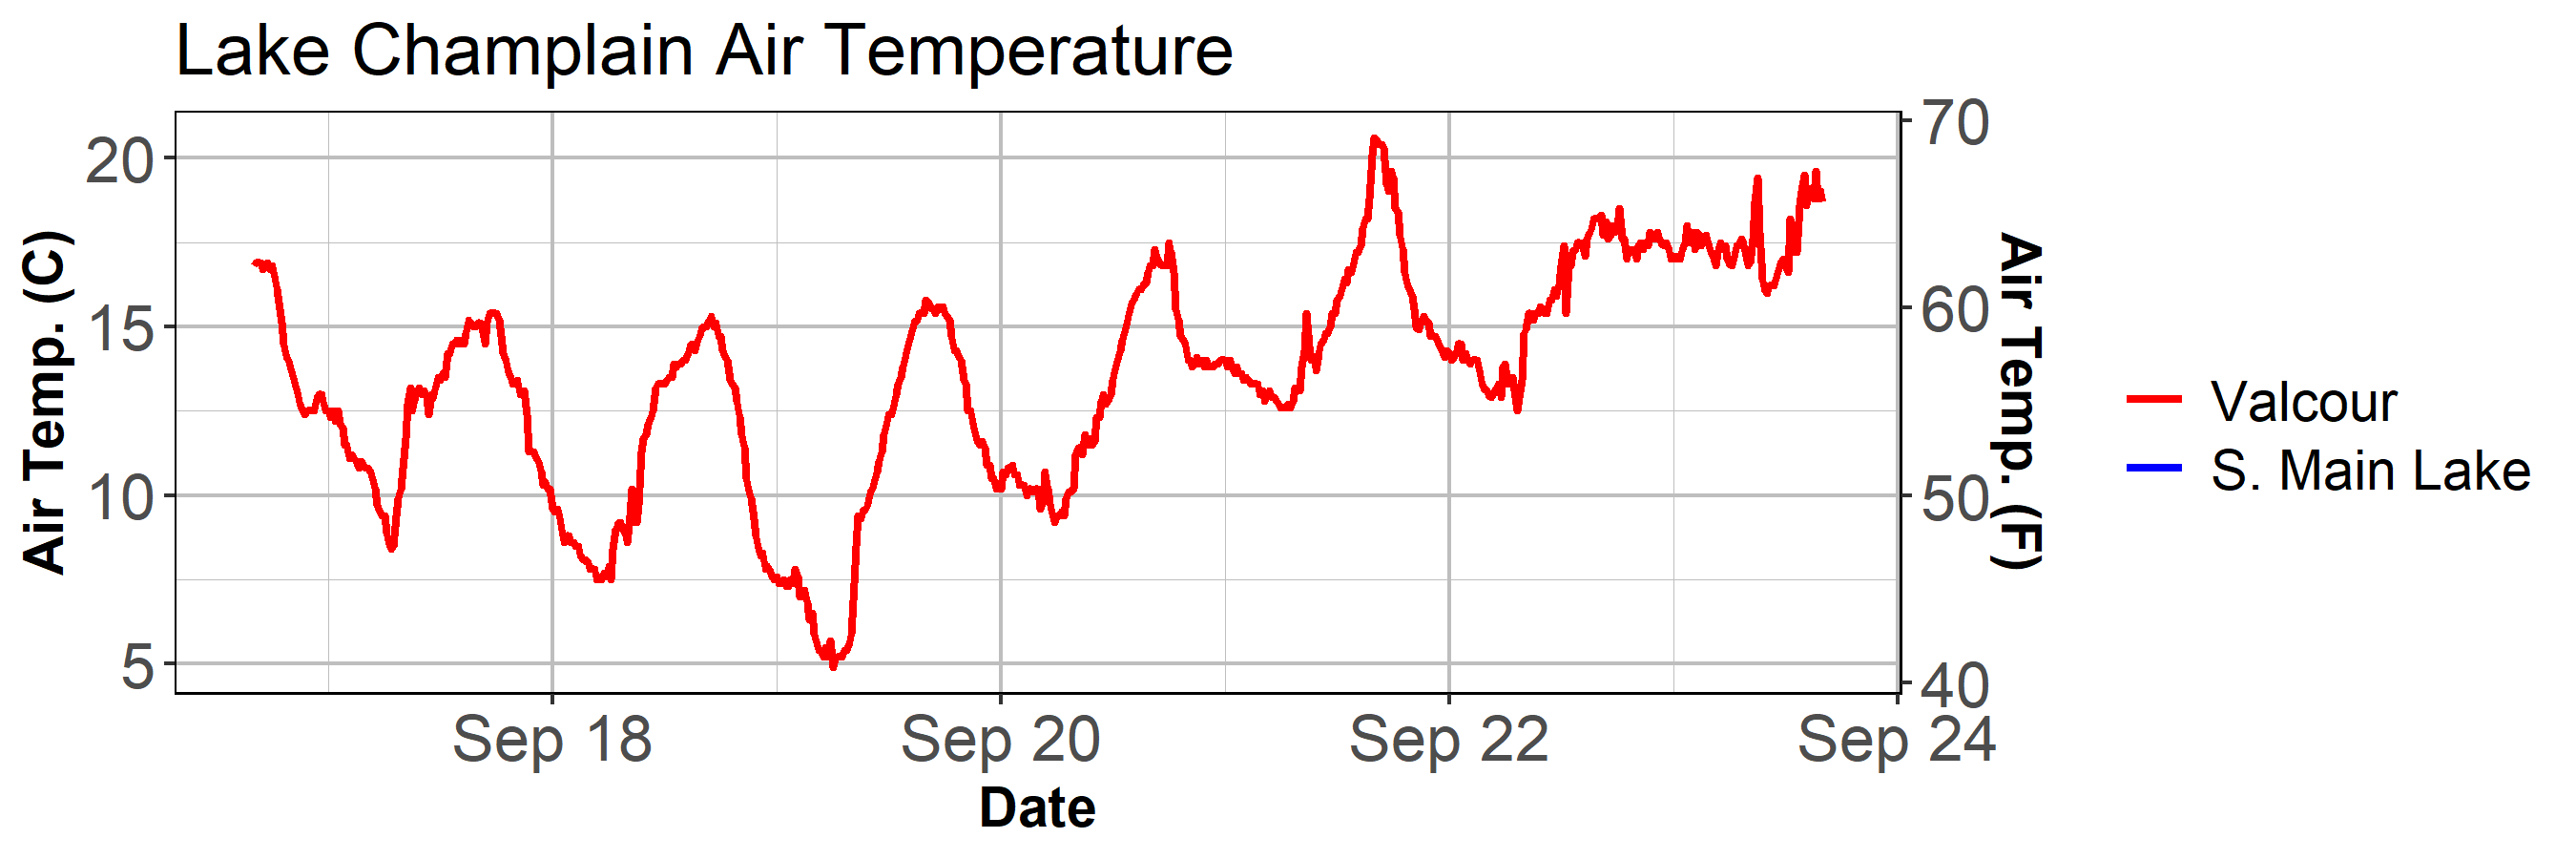 Lake Champlain Air Temperature
Air Temp. (C)
20
15
10
5
70
60
50
40
Air Temp. (F)
Sep 18
Sep 20
Sep 22
Sep 24
Date
Valcour
S. Main Lake